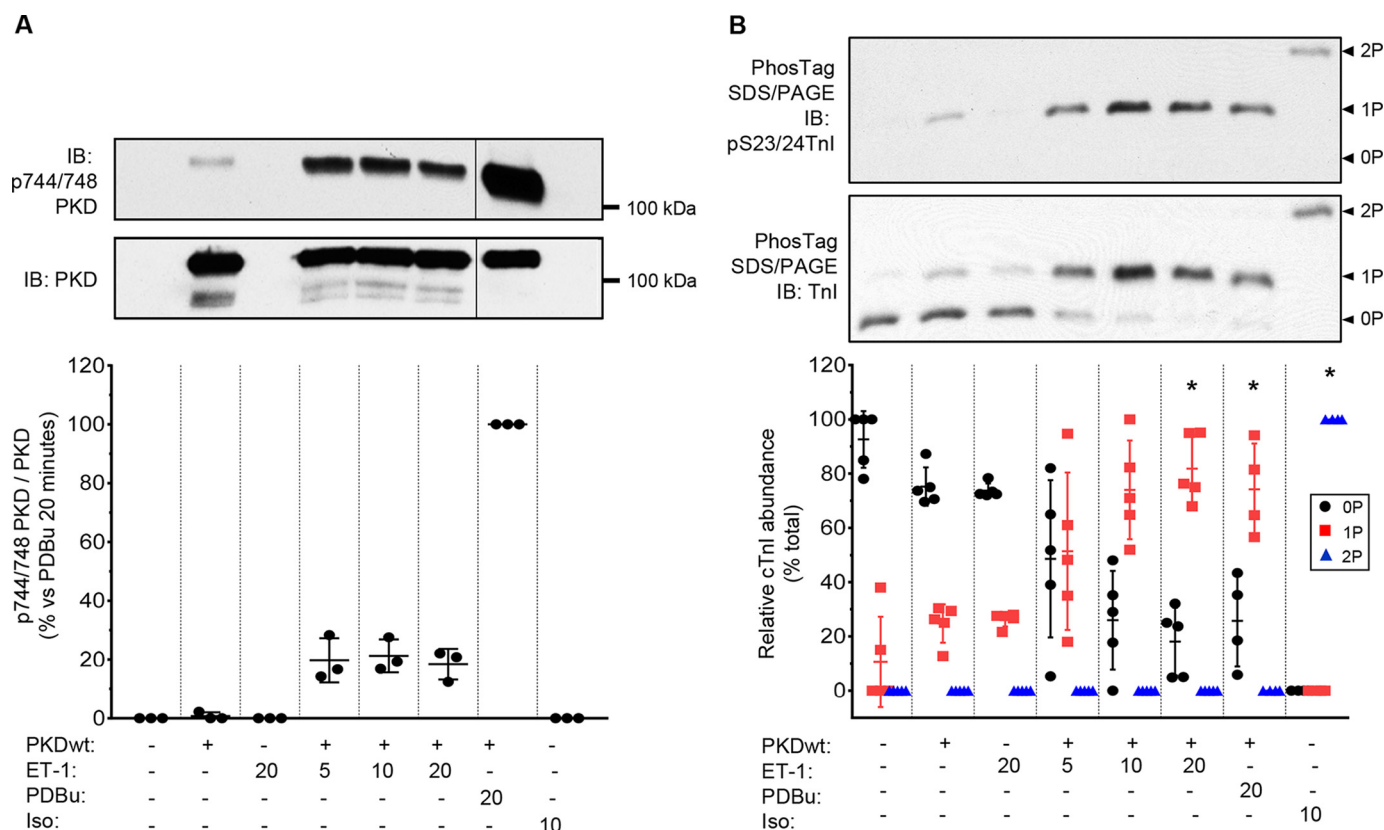 A
IB:
p744/748
PKD
100 kDa
IB: PKD
100 kDa
p744/748 PKD / PKD
(% vs PDBu 20 minutes)
120
100
80
60
40
20
0
PKDwt: - + - + + + + -
ET-1: - - 20 5 10 20 - -
PDBu: - - - - - - 20 -
Iso: - - - - - - - 10
B
PhosTag
SDS/PAGE
IB:
pS23/24TnI
2P
1P
0P
PhosTag
SDS/PAGE
IB: TnI
2P
1P
0P
Relative cTnI abundance
(% total)
120
100
80
60
40
20
0
* * *
0P
1P
2P
PKDwt: - + - + + + + -
ET-1: - - 20 5 10 20 - -
PDBu: - - - - - - 20 -
Iso: - - - - - - - 10